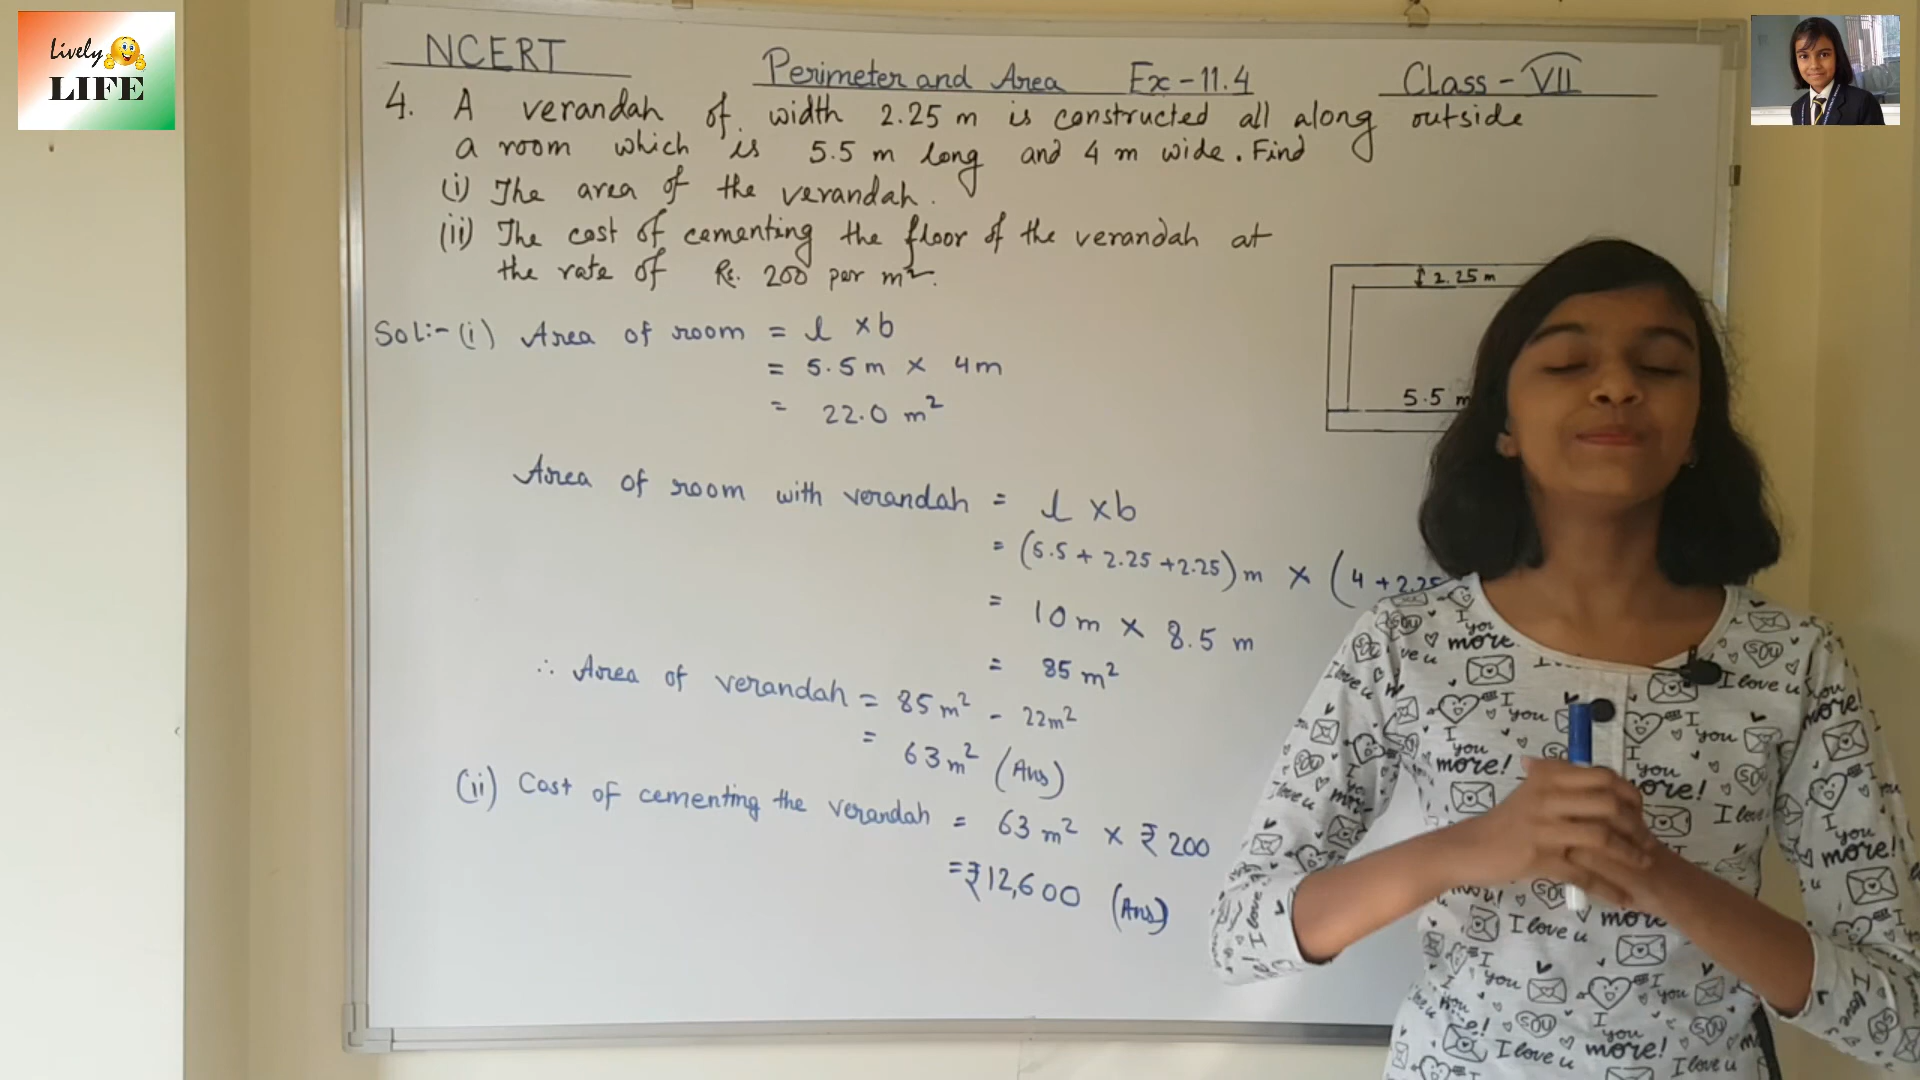 Lively
LIFE
NCERT
Perimeter and Area Ex-11.4 Class - VII
4. A verandah of width 2.25 m is constructed all along outside
a room which is 5.5 m long and 4 m wide. Find
(i) The area of the verandah.
(ii) The cost of cementing the floor of the verandah at
the rate of Rs. 200 per m².
2.25 m
5.5 m
Sol:- (i) Area of room = l × b
= 5.5 m × 4 m
= 22.0 m²
Area of room with verandah = l × b
= (5.5 + 2.25 + 2.25) m × (4 + 2.25
= 10 m × 8.5 m
= 85 m²
∴ Area of verandah = 85 m² - 22 m²
= 63 m² (Ans)
(ii) Cost of cementing the verandah = 63 m² × ₹ 200
= ₹ 12,600 (Ans)
I love u
more!
I you